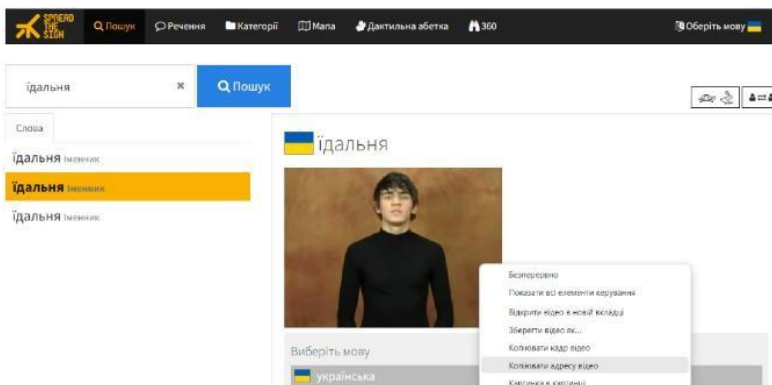 SPREAD THE SIGN
Пошук
Речення
Категорії
Мапа
Дактильна абетка
360
Оберіть мову
їдальня
Пошук
Слова
їдальня Іменник
їдальня Іменник
їдальня Іменник
їдальня
Безперервно
Показати всі елементи керування
Відкрити відео в новій вкладці
Зберегти відео як...
Копіювати кадр відео
Копіювати адресу відео
Картинка в картинці
Виберіть мову
українська